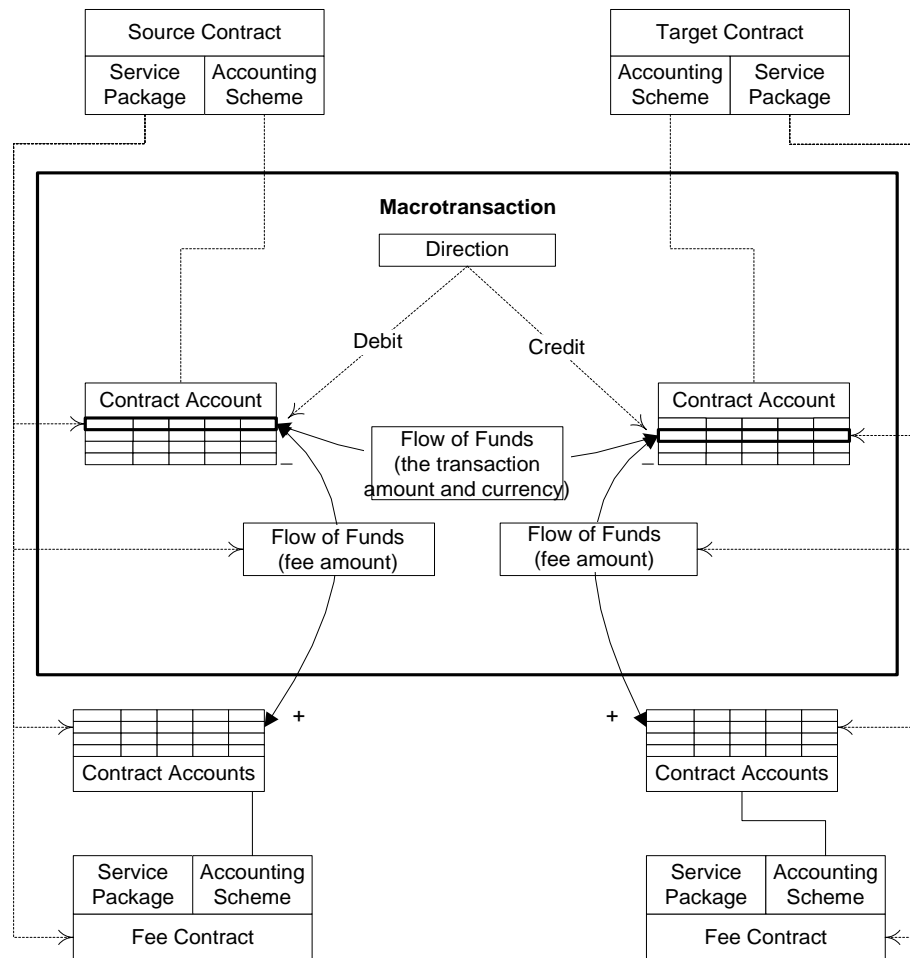 Source Contract
Service
Package
Accounting
Scheme
Target Contract
Accounting
Scheme
Service
Package
Macrotransaction
Direction
Debit
Credit
Contract Account
–
Contract Account
–
Flow of Funds
(the transaction
amount and currency)
Flow of Funds
(fee amount)
Flow of Funds
(fee amount)
+
+
Contract Accounts
Contract Accounts
Service
Package
Accounting
Scheme
Fee Contract
Service
Package
Accounting
Scheme
Fee Contract